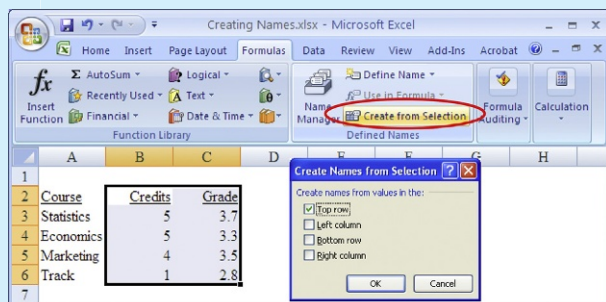 Creating Names.xlsx - Microsoft Excel
Home Insert Page Layout Formulas Data Review View Add-Ins Acrobat
Σ AutoSum Logical
Recently Used Text
Financial Date & Time
fx
Insert Function
Function Library
Name Manager
Define Name
Use in Formula
Create from Selection
Defined Names
Formula Auditing
Calculation
A B C D E F G H
1
2 Course Credits Grade
3 Statistics 5 3.7
4 Economics 5 3.3
5 Marketing 4 3.5
6 Track 1 2.8
7
Create Names from Selection
Create names from values in the:
Top row
Left column
Bottom row
Right column
OK Cancel